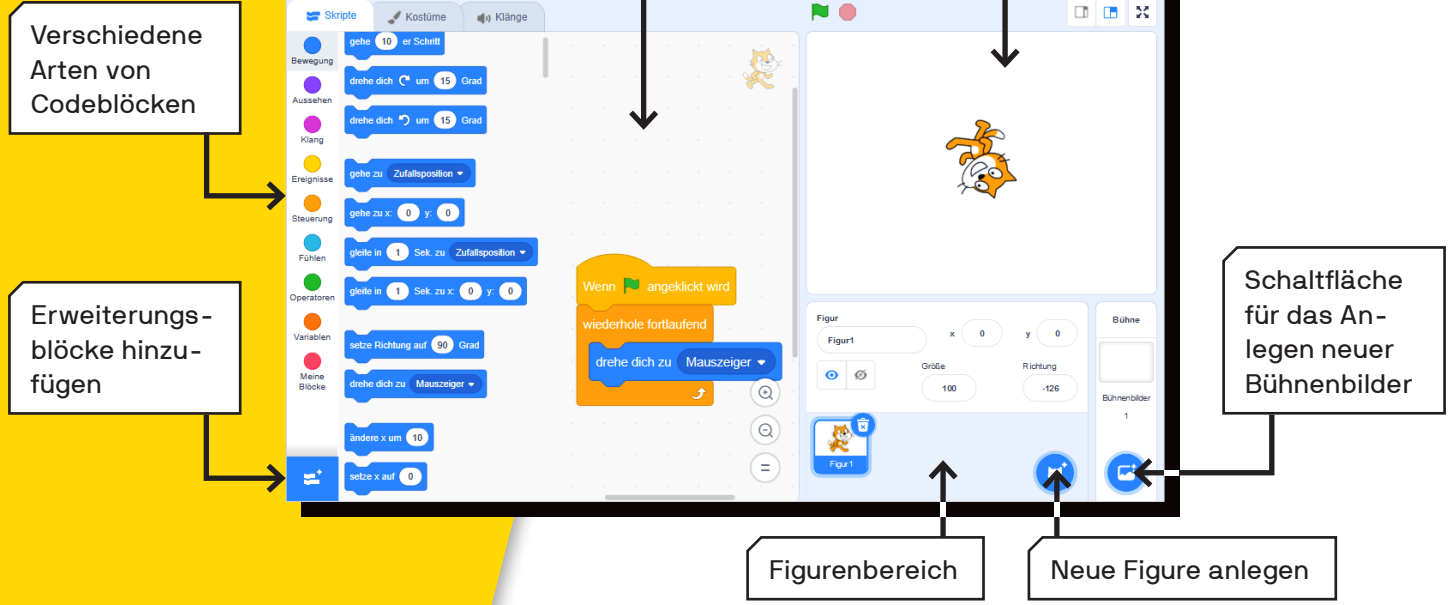 Verschiedene
Arten von
Codeblöcken
Erweiterungs-
blöcke hinzu-
fügen
Skripte
Kostüme
Klänge
Bewegung
Aussehen
Klang
Ereignisse
Steuerung
Fühlen
Operatoren
Variablen
Meine
Blöcke
gehe 10 er Schritt
drehe dich um 15 Grad
drehe dich um 15 Grad
gehe zu Zufallsposition
gehe zu x: 0 y: 0
gleite in 1 Sek. zu Zufallsposition
gleite in 1 Sek. zu x: 0 y: 0
setze Richtung auf 90 Grad
drehe dich zu Mauszeiger
ändere x um 10
setze x auf 0
Wenn angeklickt wird
wiederhole fortlaufend
drehe dich zu Mauszeiger
Figur
Figur1 x 0 y 0
Größe Richtung
100 -126
Figur1
Bühne
Bühnenbilder
1
Schaltfläche
für das An-
legen neuer
Bühnenbilder
Figurenbereich
Neue Figure anlegen